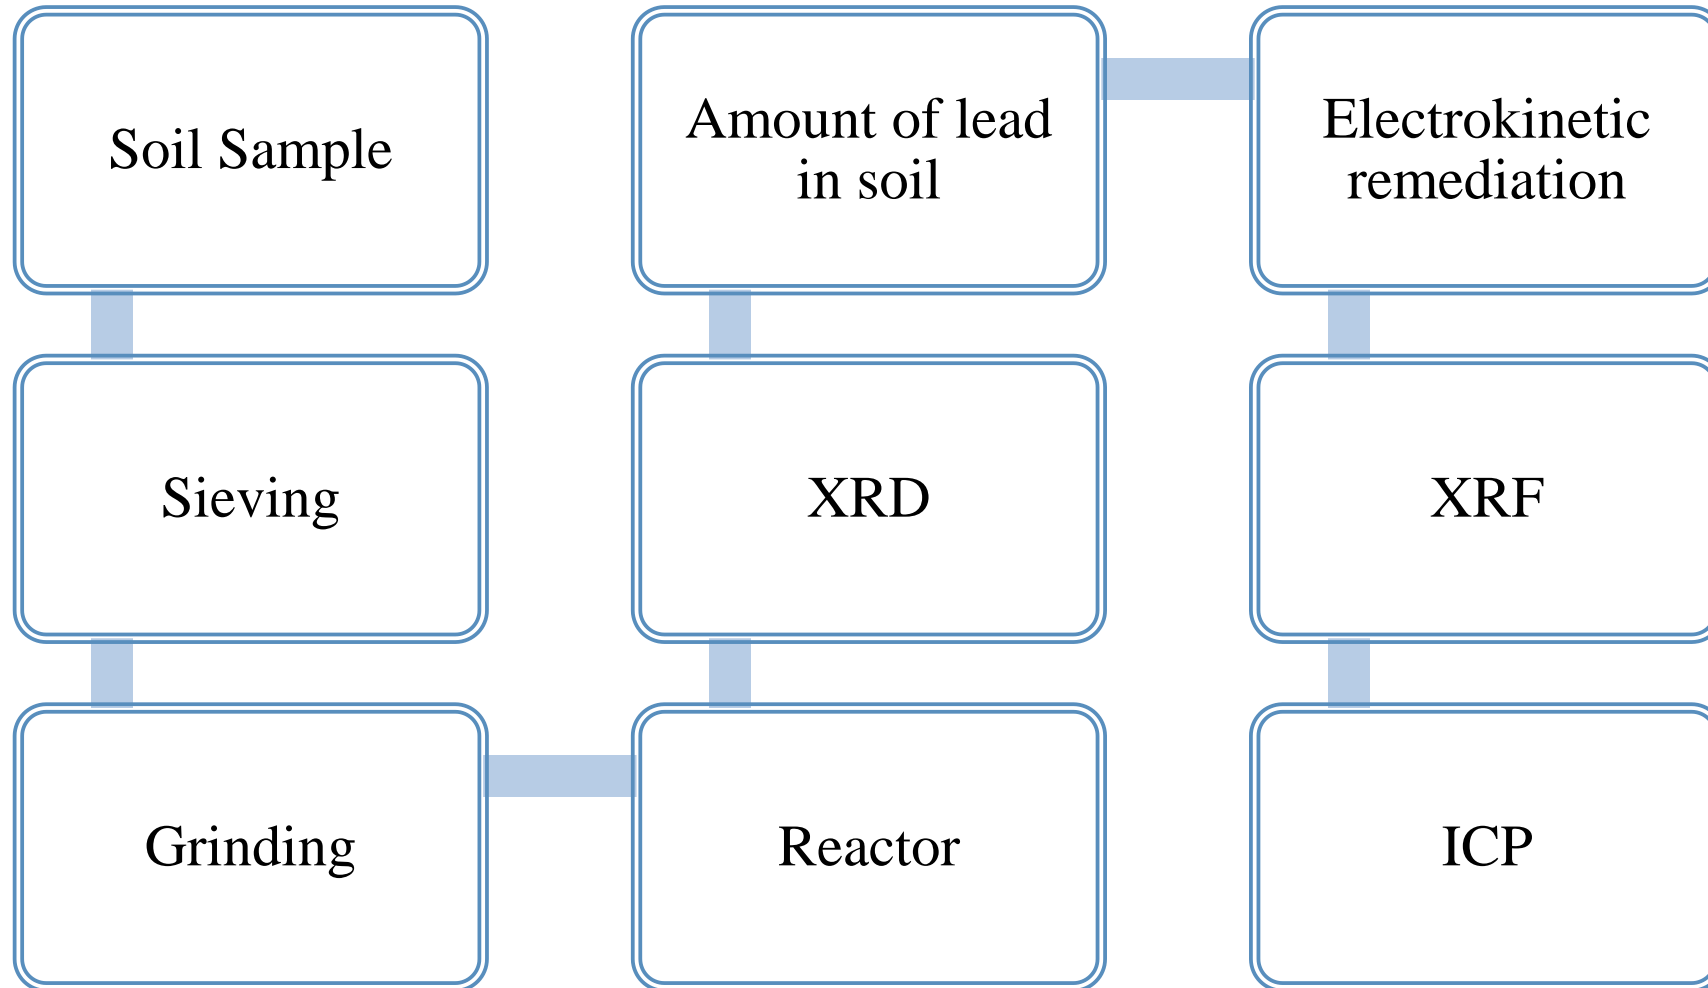 Soil Sample
Sieving
Grinding
Reactor
XRD
Amount of lead
in soil
Electrokinetic
remediation
XRF
ICP